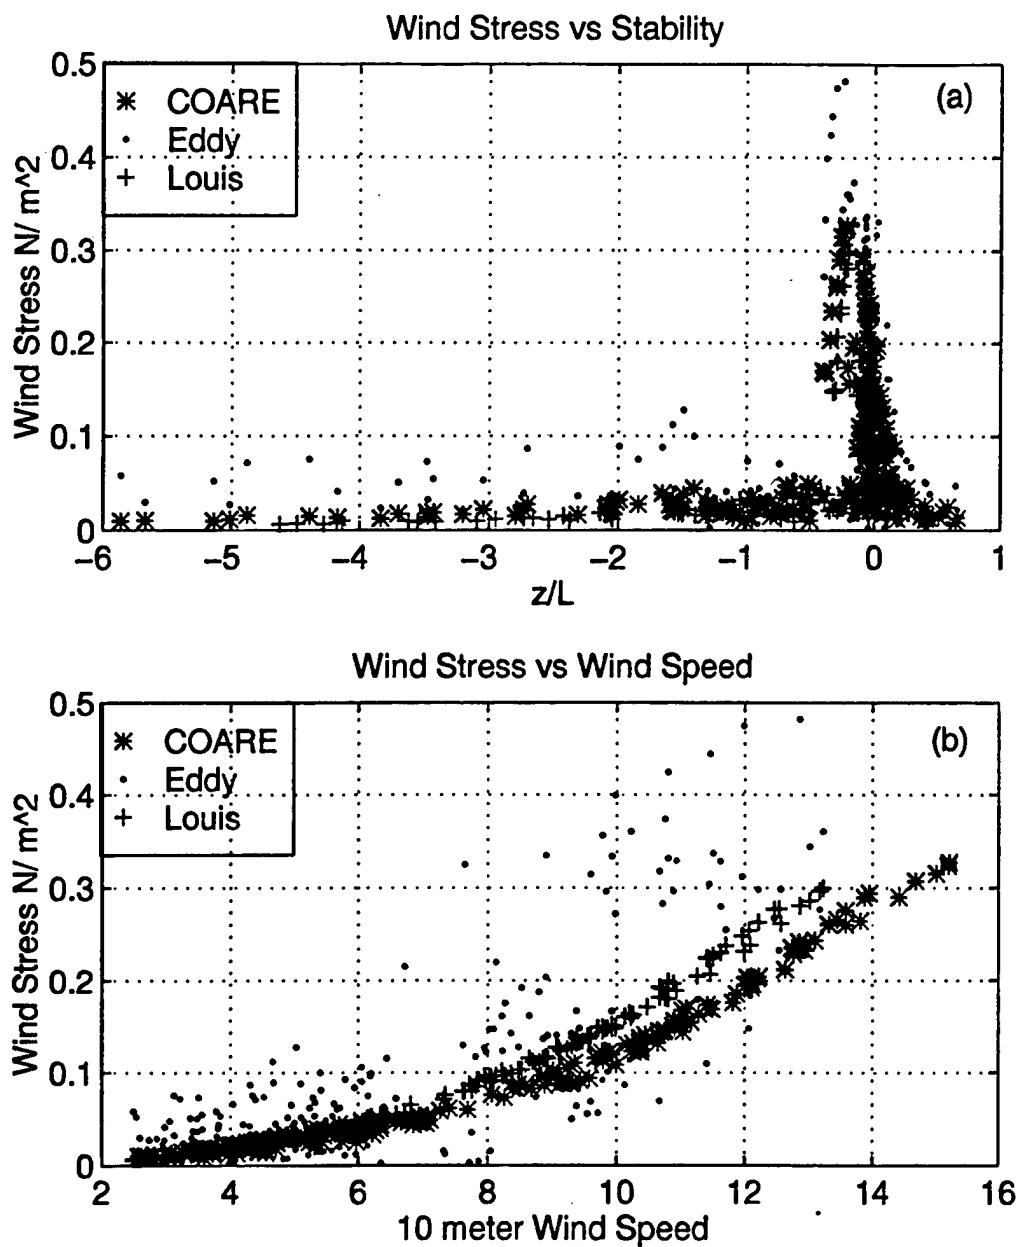 Wind Stress vs Stability
0.5
0.4
0.3
0.2
0.1
0
Wind Stress N/ m^2
COARE
Eddy
Louis
(a)
−6 −5 −4 −3 −2 −1 0 1
z/L
Wind Stress vs Wind Speed
0.5
0.4
0.3
0.2
0.1
0
Wind Stress N/ m^2
COARE
Eddy
Louis
(b)
2 4 6 8 10 12 14 16
10 meter Wind Speed